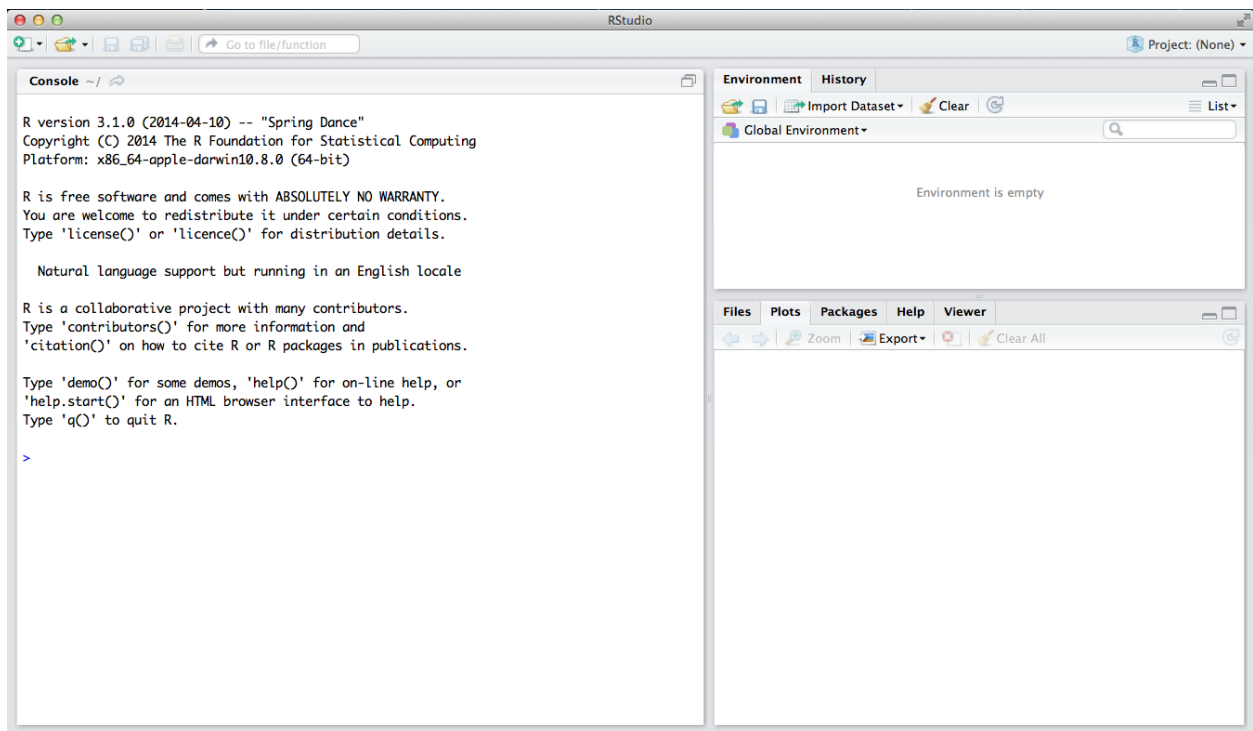 RStudio
Go to file/function
Project: (None)
Console ~/
R version 3.1.0 (2014-04-10) -- "Spring Dance"
Copyright (C) 2014 The R Foundation for Statistical Computing
Platform: x86_64-apple-darwin10.8.0 (64-bit)
R is free software and comes with ABSOLUTELY NO WARRANTY.
You are welcome to redistribute it under certain conditions.
Type 'license()' or 'licence()' for distribution details.
Natural language support but running in an English locale
R is a collaborative project with many contributors.
Type 'contributors()' for more information and
'citation()' on how to cite R or R packages in publications.
Type 'demo()' for some demos, 'help()' for on-line help, or
'help.start()' for an HTML browser interface to help.
Type 'q()' to quit R.
>
Environment History
Import Dataset Clear List
Global Environment
Environment is empty
Files Plots Packages Help Viewer
Zoom Export Clear All